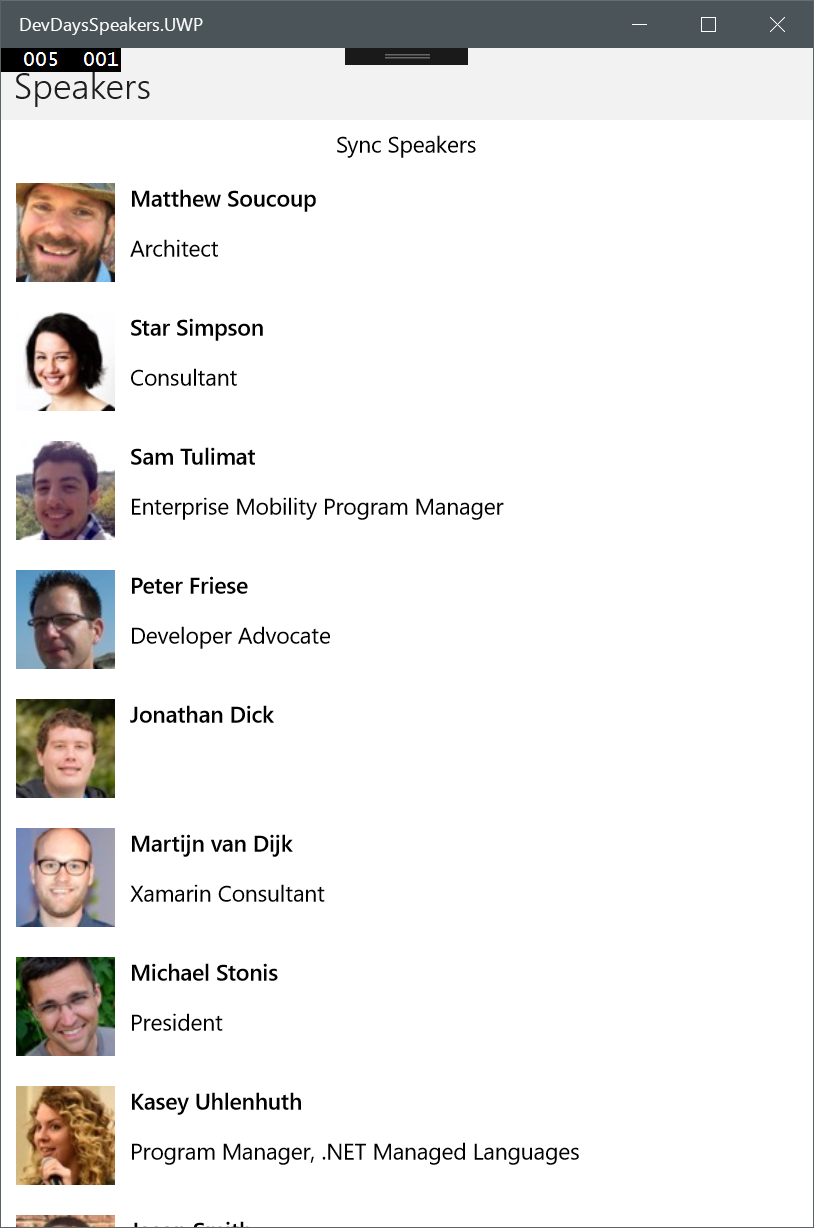 DevDaysSpeakers.UWP
005 001
Speakers
Sync Speakers
Matthew Soucoup
Architect
Star Simpson
Consultant
Sam Tulimat
Enterprise Mobility Program Manager
Peter Friese
Developer Advocate
Jonathan Dick
Martijn van Dijk
Xamarin Consultant
Michael Stonis
President
Kasey Uhlenhuth
Program Manager, .NET Managed Languages